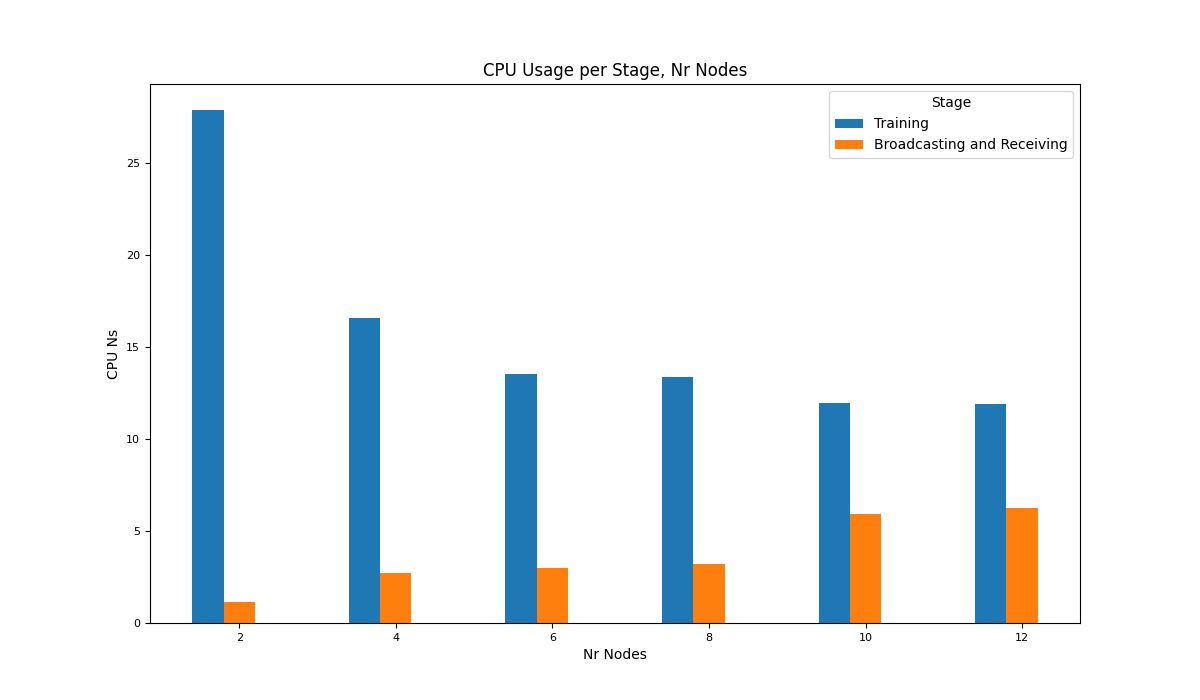 CPU Usage per Stage, Nr Nodes
Stage
Training
Broadcasting and Receiving
CPU Ns
25
20
15
10
5
0
2 4 6 8 10 12
Nr Nodes